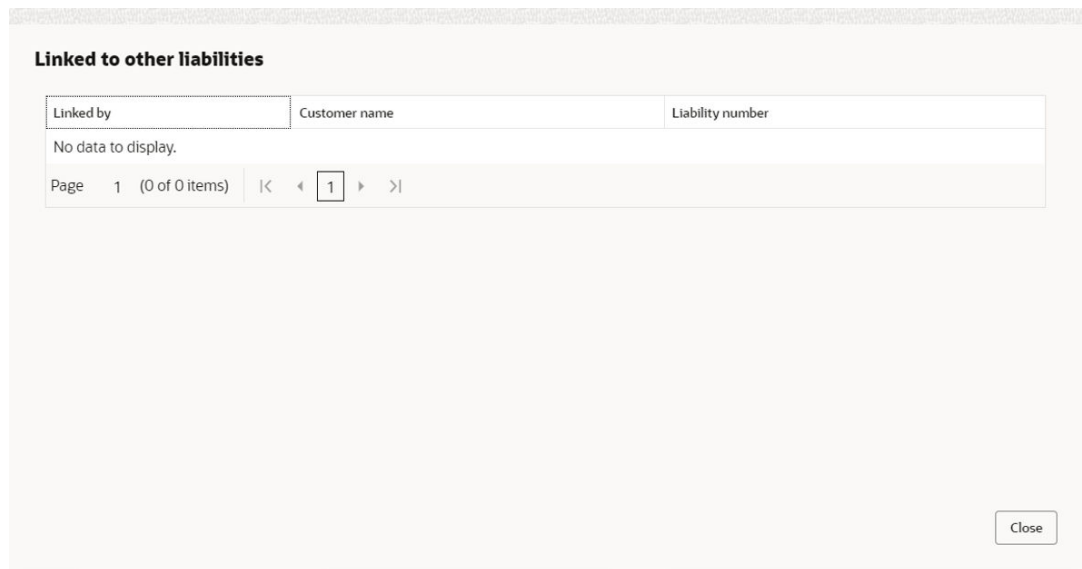 Linked to other liabilities
Linked by Customer name Liability number
No data to display.
Page 1 (0 of 0 items) 1
Close